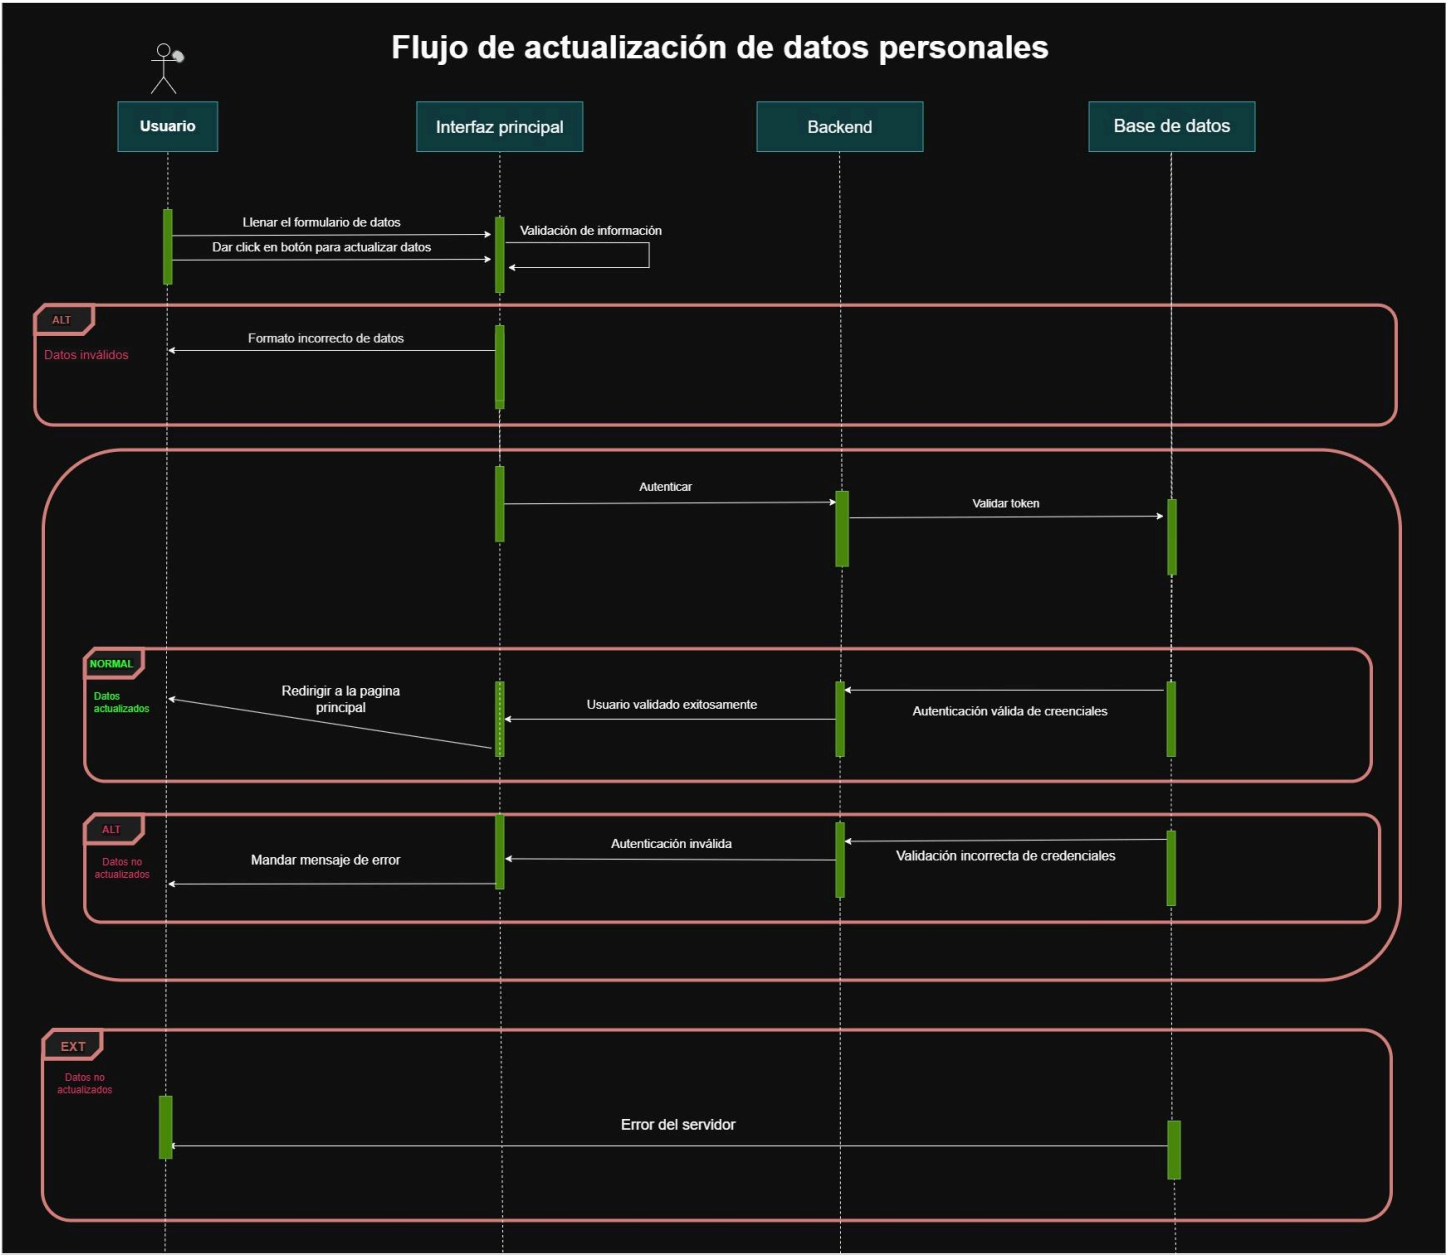 Flujo de actualización de datos personales
Usuario
Interfaz principal
Backend
Base de datos
Llenar el formulario de datos
Validación de información
Dar click en botón para actualizar datos
ALT
Formato incorrecto de datos
Datos inválidos
Autenticar
Validar token
NORMAL
Datos
actualizados
Redirigir a la pagina
principal
Usuario validado exitosamente
Autenticación válida de creenciales
ALT
Datos no
actualizados
Mandar mensaje de error
Autenticación inválida
Validación incorrecta de credenciales
EXT
Datos no
actualizados
Error del servidor